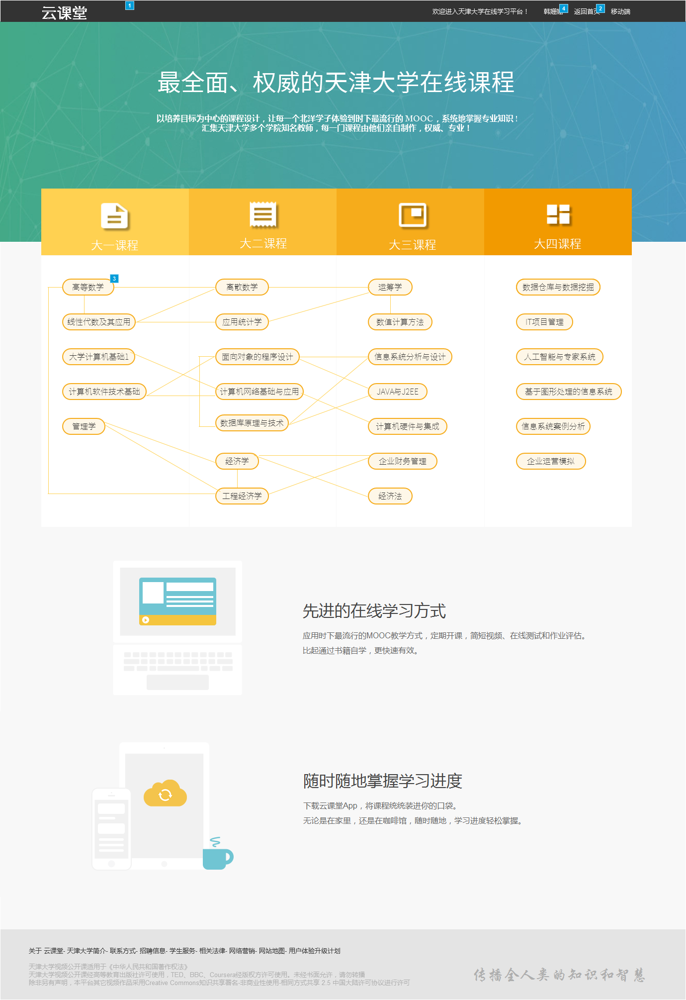 云课堂
1
欢迎进入天津大学在线学习平台！
韩姗姗
4
返回首页
2
移动端
最全面、权威的天津大学在线课程
以培养目标为中心的课程设计，让每一个北洋学子体验到时下最流行的 MOOC，系统地掌握专业知识！
汇集天津大学多个学院知名教师，每一门课程由他们亲自制作，权威、专业！
大一课程
大二课程
大三课程
大四课程
3
高等数学
离散数学
运筹学
数据仓库与数据挖掘
线性代数及其应用
应用统计学
数值计算方法
IT项目管理
大学计算机基础1
面向对象的程序设计
信息系统分析与设计
人工智能与专家系统
计算机软件技术基础
计算机网络基础与应用
JAVA与J2EE
基于图形处理的信息系统
管理学
数据库原理与技术
计算机硬件与集成
信息系统案例分析
经济学
企业财务管理
企业运营模拟
工程经济学
经济法
先进的在线学习方式
应用时下最流行的MOOC教学方式，定期开课，简短视频、在线测试和作业评估。
比起通过书籍自学，更快速有效。
随时随地掌握学习进度
下载云课堂App，将课程统统装进你的口袋。
无论是在家里，还是在咖啡馆，随时随地，学习进度轻松掌握。
关于 云课堂- 天津大学简介- 联系方式- 招聘信息- 学生服务- 相关法律- 网络营销- 网站地图- 用户体验升级计划
天津大学视频公开课适用于《中华人民共和国著作权法》
天津大学视频公开课经高等教育出版社许可使用，TED、BBC、Coursera经版权方许可使用。未经书面允许，请勿转播
除非另有声明，本平台其它视频作品采用Creative Commons知识共享署名-非商业性使用-相同方式共享 2.5 中国大陆许可协议进行许可
传播全人类的知识和智慧